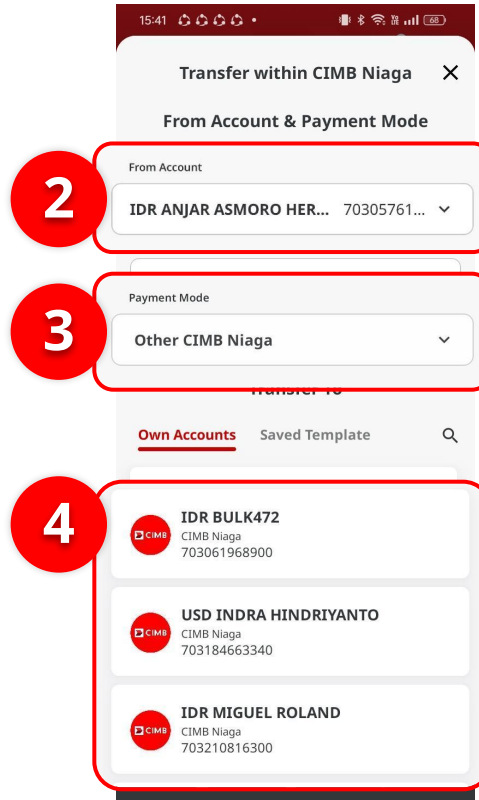 15:41
68
Transfer within CIMB Niaga
From Account & Payment Mode
2
From Account
IDR ANJAR ASMORO HER... 70305761...
3
Payment Mode
Other CIMB Niaga
Transfer To
Own Accounts Saved Template
4
CIMB
IDR BULK472
CIMB Niaga
703061968900
CIMB
USD INDRA HINDRIYANTO
CIMB Niaga
703184663340
CIMB
IDR MIGUEL ROLAND
CIMB Niaga
703210816300